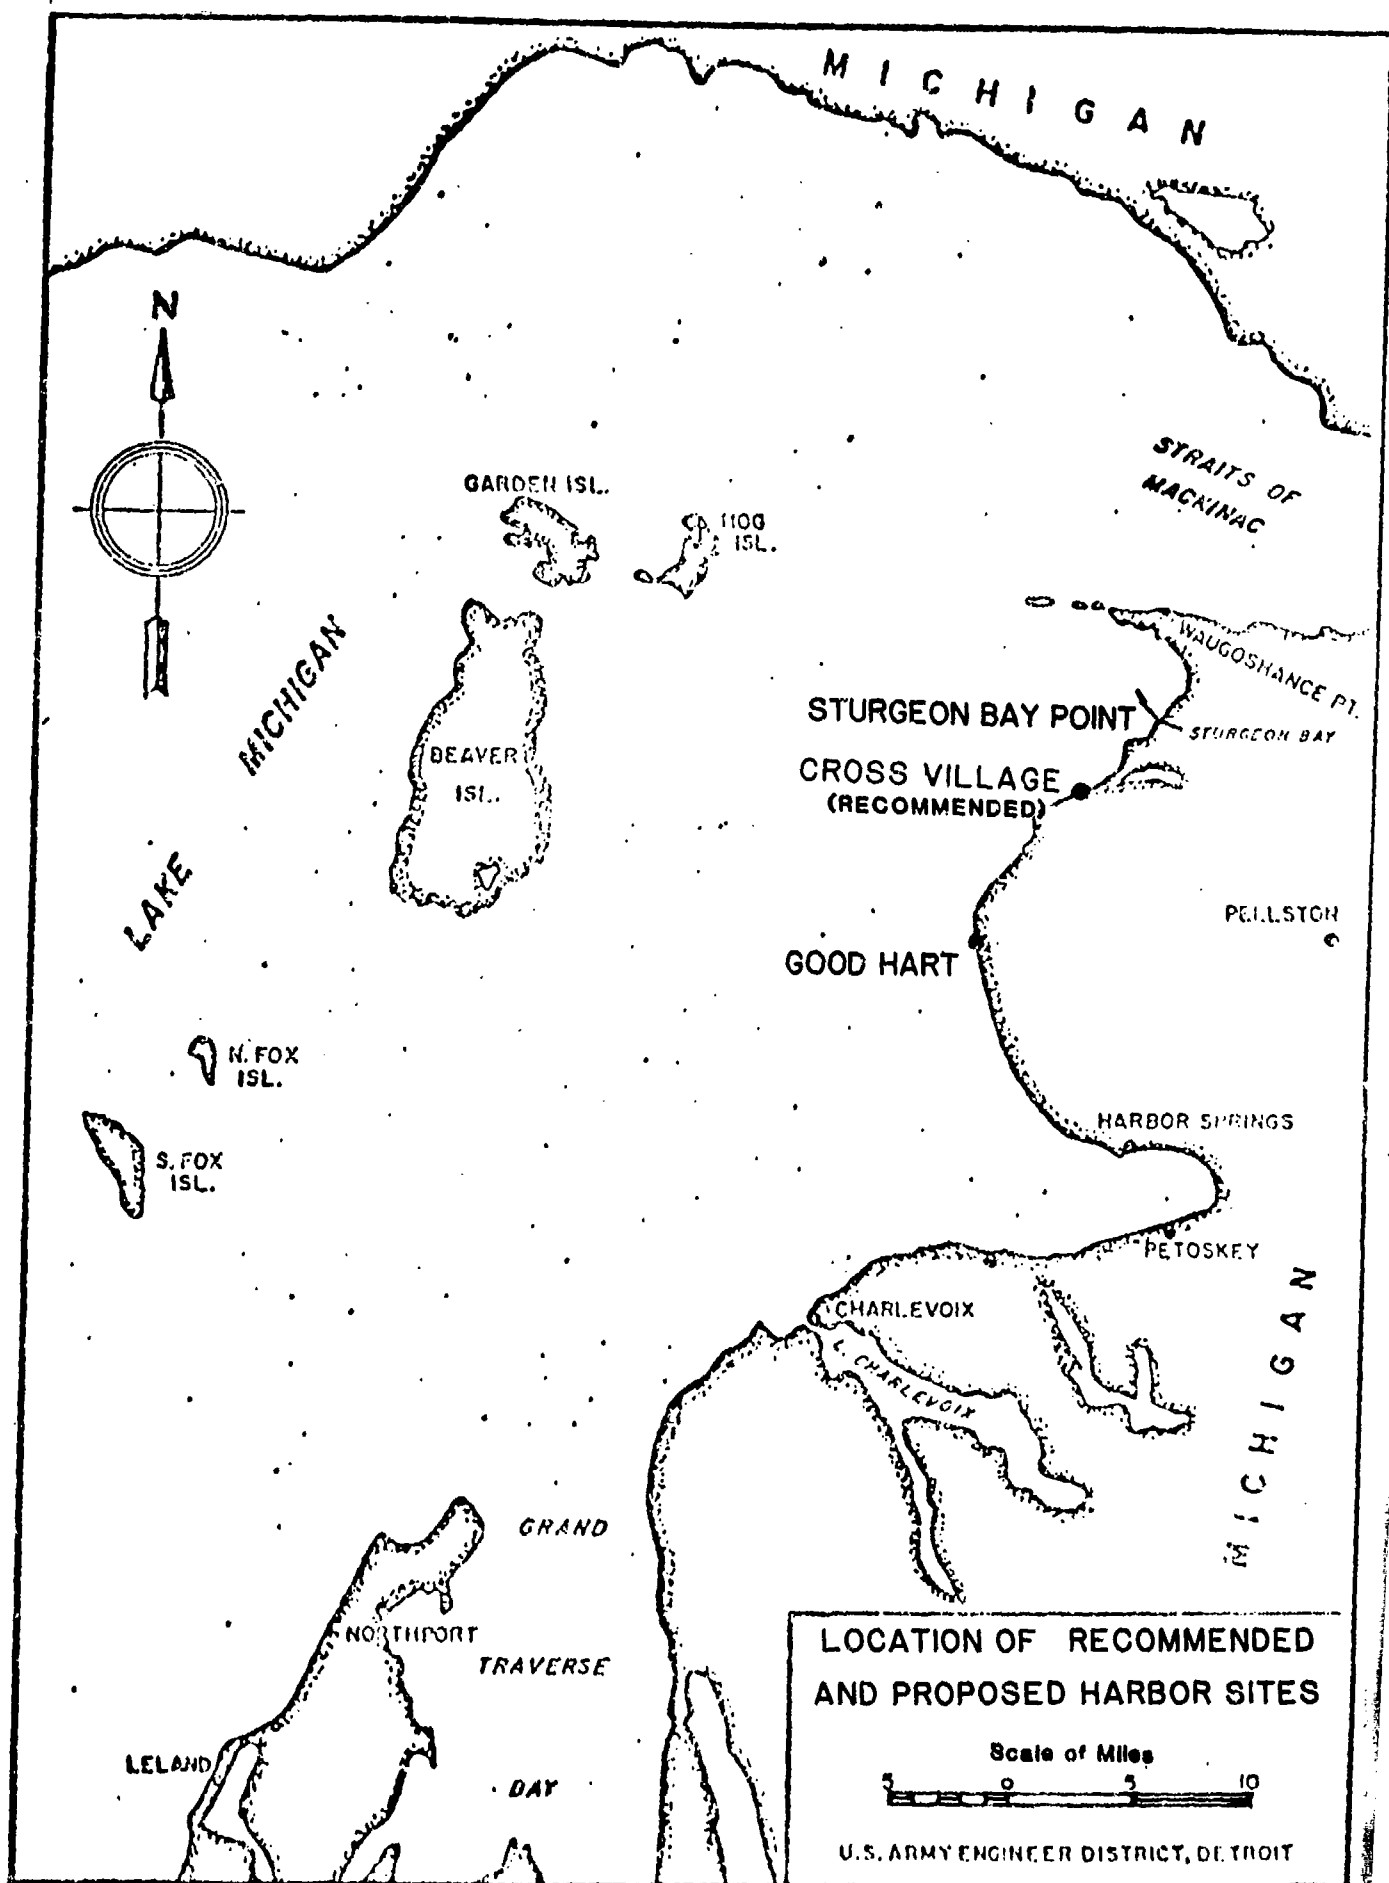 MICHIGAN
N
STRAITS OF
MACKINAC
GARDEN ISL.
HOG
ISL.
WAUGOSHANCE PT.
LAKE MICHIGAN
STURGEON BAY POINT
STURGEON BAY
BEAVER
ISL.
CROSS VILLAGE
(RECOMMENDED)
PELLSTON
GOOD HART
N. FOX
ISL.
HARBOR SPRINGS
S. FOX
ISL.
PETOSKEY
CHARLEVOIX
L. CHARLEVOIX
MICHIGAN
GRAND
NORTHPORT
TRAVERSE
LELAND
BAY
LOCATION OF RECOMMENDED
AND PROPOSED HARBOR SITES
Scale of Miles
5 0 5 10
U.S. ARMY ENGINEER DISTRICT, DETROIT